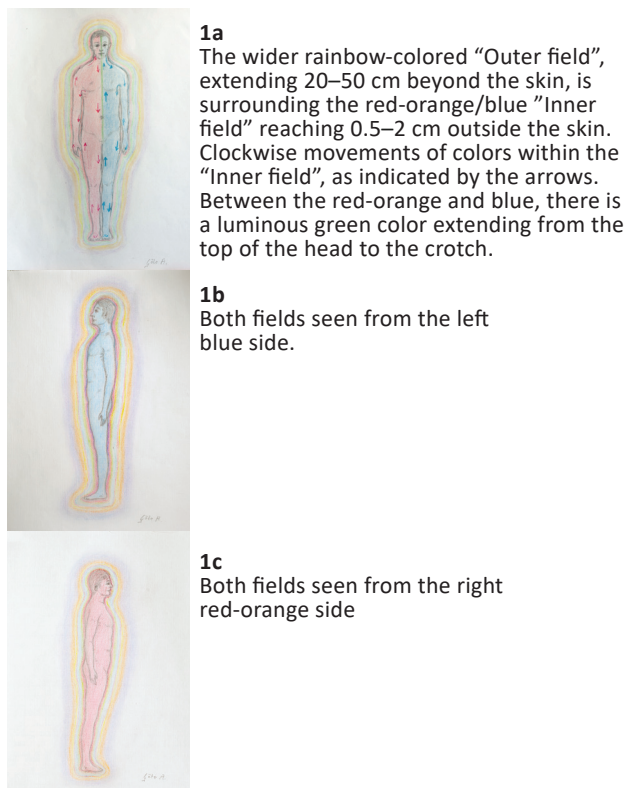 1a
The wider rainbow-colored “Outer field”,
extending 20–50 cm beyond the skin, is
surrounding the red-orange/blue ”Inner
field” reaching 0.5–2 cm outside the skin.
Clockwise movements of colors within the
“Inner field”, as indicated by the arrows.
Between the red-orange and blue, there is
a luminous green color extending from the
top of the head to the crotch.
1b
Both fields seen from the left
blue side.
1c
Both fields seen from the right
red-orange side